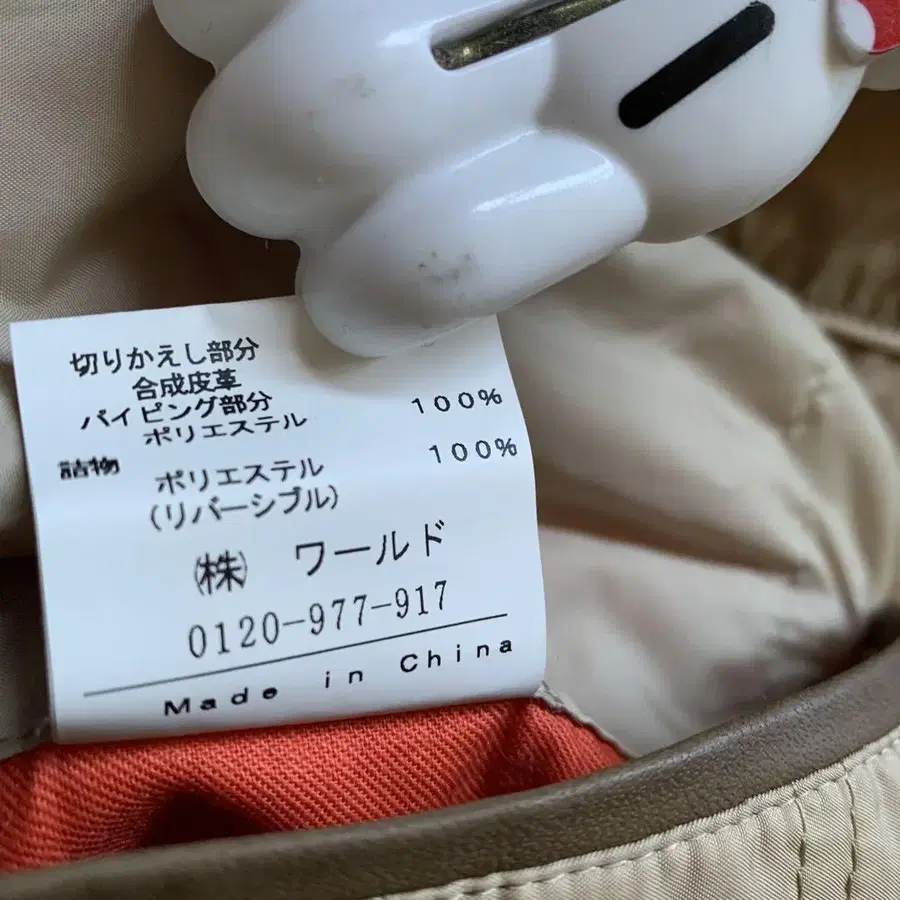 切りかえし部分
合成皮革
パイピング部分
ポリエステル 100%
詰物
ポリエステル 100%
(リバーシブル)
㈱ ワールド
0120-977-917
Made in China